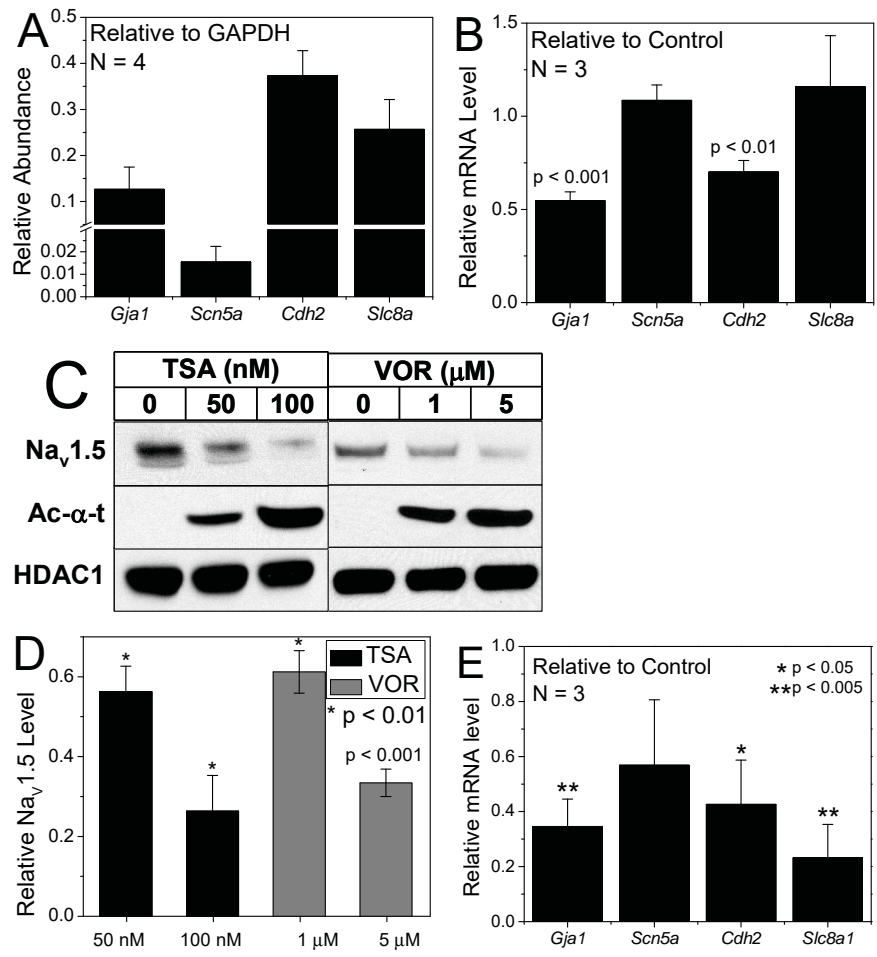 A
Relative to GAPDH
N = 4
Relative Abundance
0.5
0.4
0.3
0.2
0.1
0.02
0.01
0.00
Gja1 Scn5a Cdh2 Slc8a
B
Relative to Control
N = 3
Relative mRNA Level
1.5
1.0
0.5
0.0
p < 0.001
p < 0.01
Gja1 Scn5a Cdh2 Slc8a
C
TSA (nM) VOR (μM)
0 50 100 0 1 5
Nav1.5
Ac-α-t
HDAC1
D
Relative NaV1.5 Level
0.6
0.4
0.2
0.0
* * *
TSA
VOR
* p < 0.01
p < 0.001
50 nM 100 nM 1 μM 5 μM
E
Relative to Control
N = 3
* p < 0.05
**p < 0.005
Relative mRNA level
1.0
0.8
0.6
0.4
0.2
0.0
** * **
Gja1 Scn5a Cdh2 Slc8a1